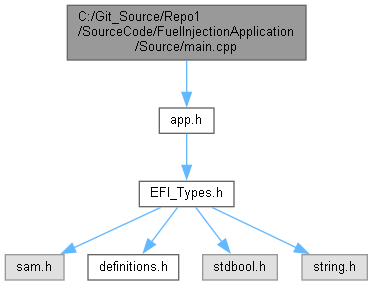 C:/Git_Source/Repo1
/SourceCode/FuelInjectionApplication
/Source/main.cpp
app.h
EFI_Types.h
sam.h
definitions.h
stdbool.h
string.h